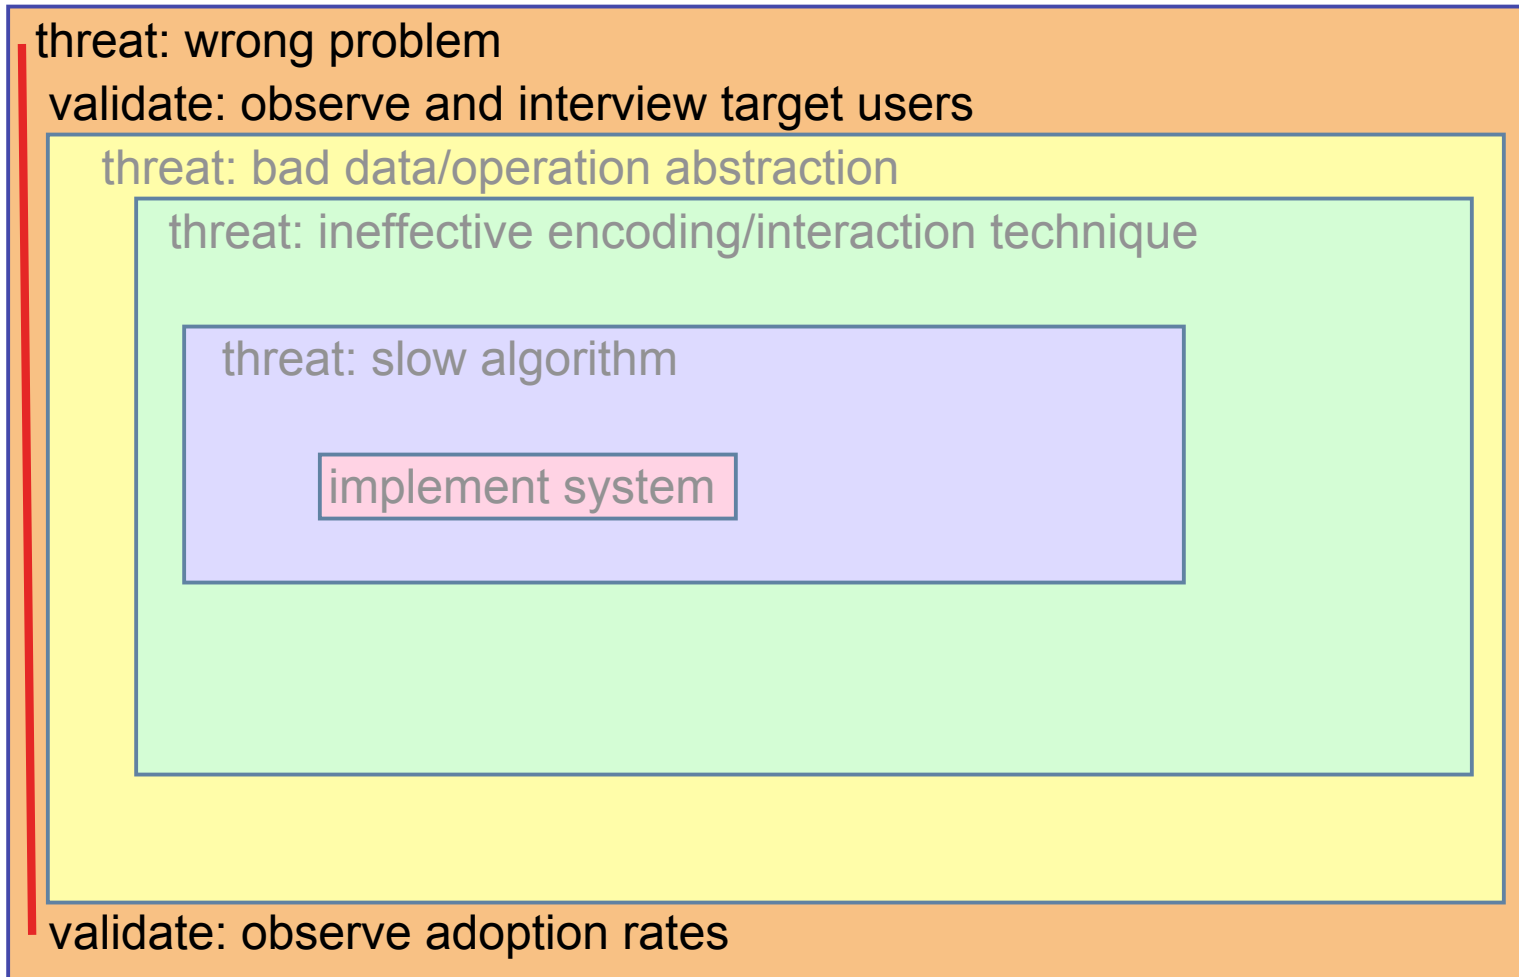 threat: wrong problem
validate: observe and interview target users
threat: bad data/operation abstraction
threat: ineffective encoding/interaction technique
threat: slow algorithm
implement system
validate: observe adoption rates